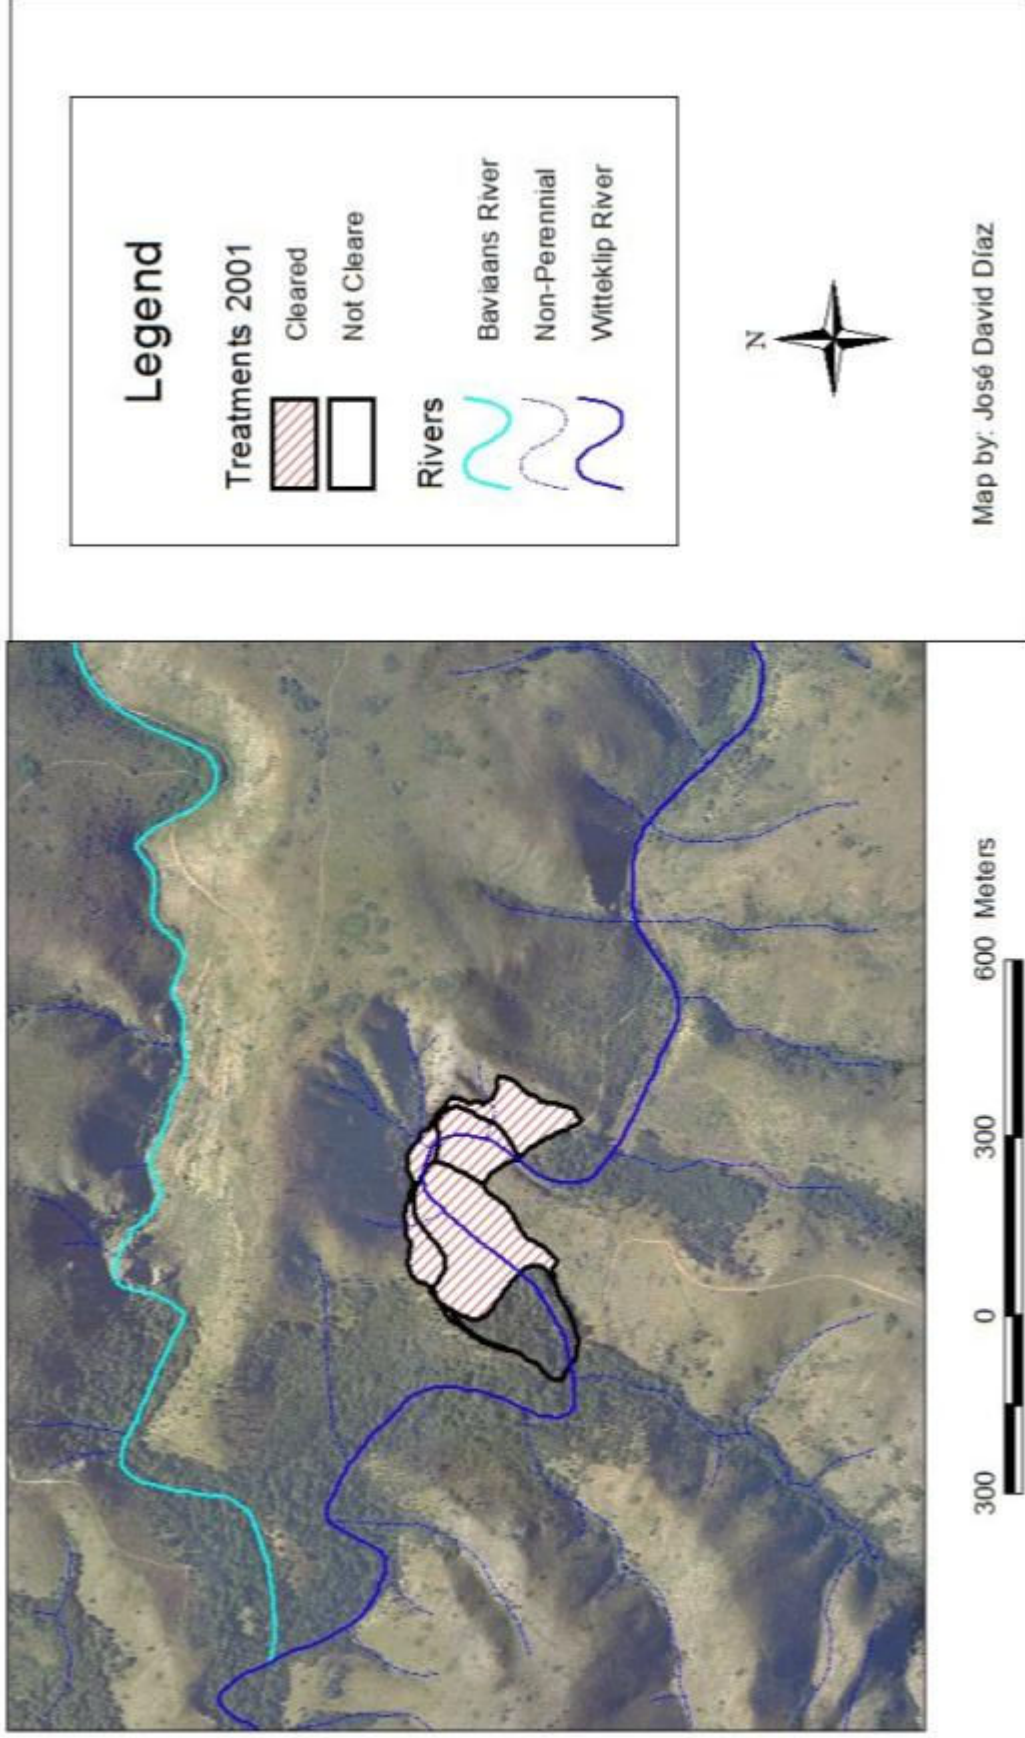 Legend
Treatments 2001
Cleared
Not Cleare
Rivers
Baviaans River
Non-Perennial
Witteklip River
N
Map by: José David Díaz
300 0 300 600 Meters